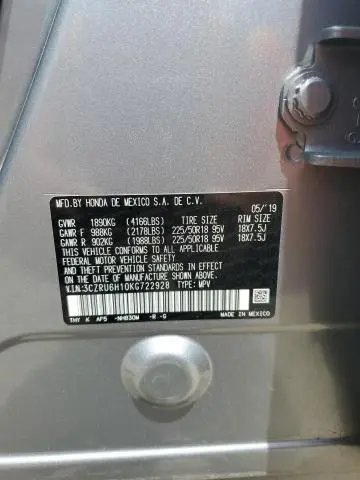 MFD.BY HONDA DE MEXICO S.A. DE C.V.
05/'19
GVWR 1890KG (4166LBS) TIRE SIZE RIM SIZE
GAWR F 988KG (2178LBS) 225/50R18 95V 18X7.5J
GAWR R 902KG (1988LBS) 225/50R18 95V 18X7.5J
THIS VEHICLE CONFORMS TO ALL APPLICABLE
FEDERAL MOTOR VEHICLE SAFETY
AND THEFT PREVENTION STANDARDS IN EFFECT ON
THE DATE OF MANUFACTURE SHOWN ABOVE.
V.I.N:3CZRU6H10KG722928 TYPE: MPV
THY K AF5 -NH830M -R -G
MADE IN MEXICO